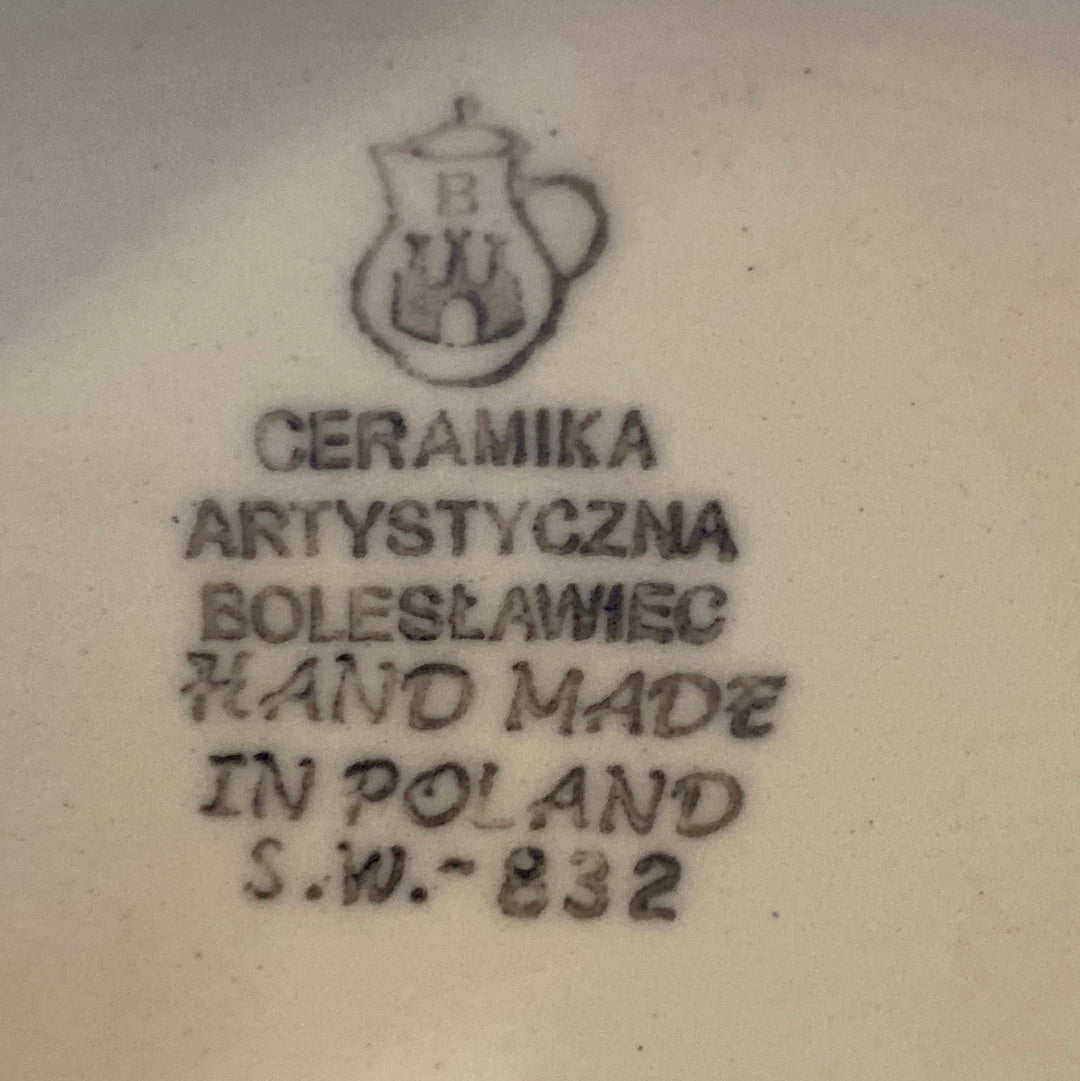 B
CERAMIKA
ARTYSTYCZNA
BOLESŁAWIEC
HAND MADE
IN POLAND
S.W.-832